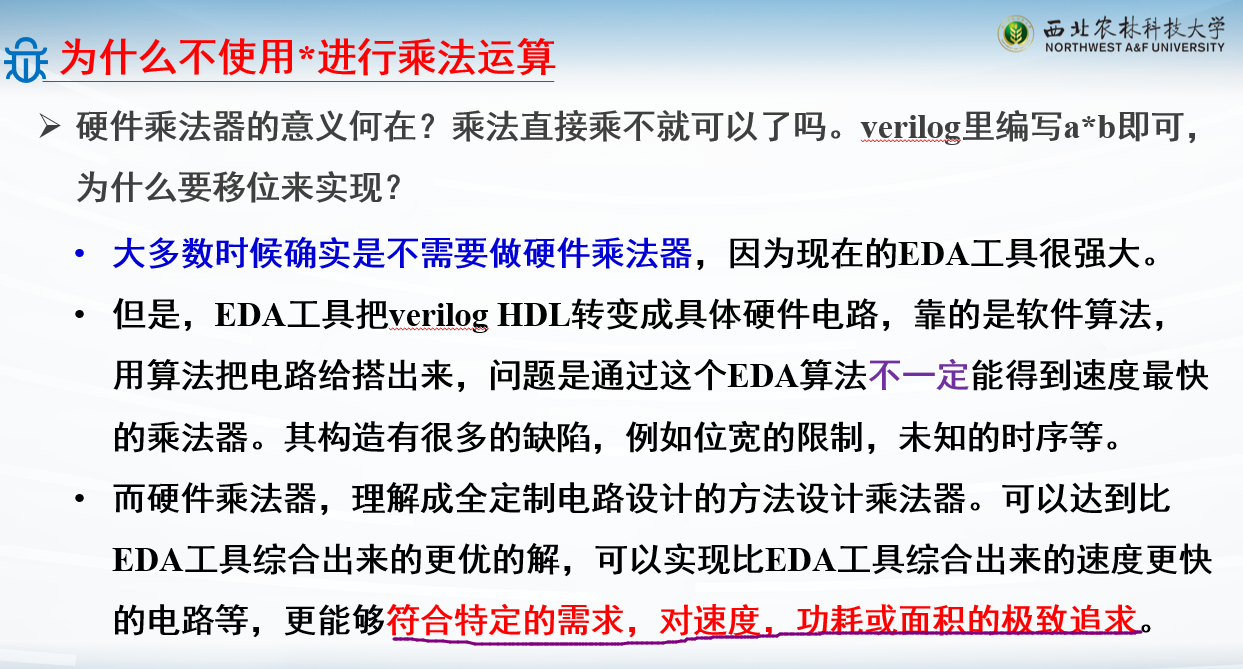 西北农林科技大学
NORTHWEST A&F UNIVERSITY
为什么不使用*进行乘法运算
➢ 硬件乘法器的意义何在？乘法直接乘不就可以了吗。verilog里编写a*b即可，
为什么要移位来实现？
• 大多数时候确实是不需要做硬件乘法器，因为现在的EDA工具很强大。
• 但是，EDA工具把verilog HDL转变成具体硬件电路，靠的是软件算法，
用算法把电路给搭出来，问题是通过这个EDA算法不一定能得到速度最快
的乘法器。其构造有很多的缺陷，例如位宽的限制，未知的时序等。
• 而硬件乘法器，理解成全定制电路设计的方法设计乘法器。可以达到比
EDA工具综合出来的更优的解，可以实现比EDA工具综合出来的速度更快
的电路等，更能够符合特定的需求，对速度，功耗或面积的极致追求。